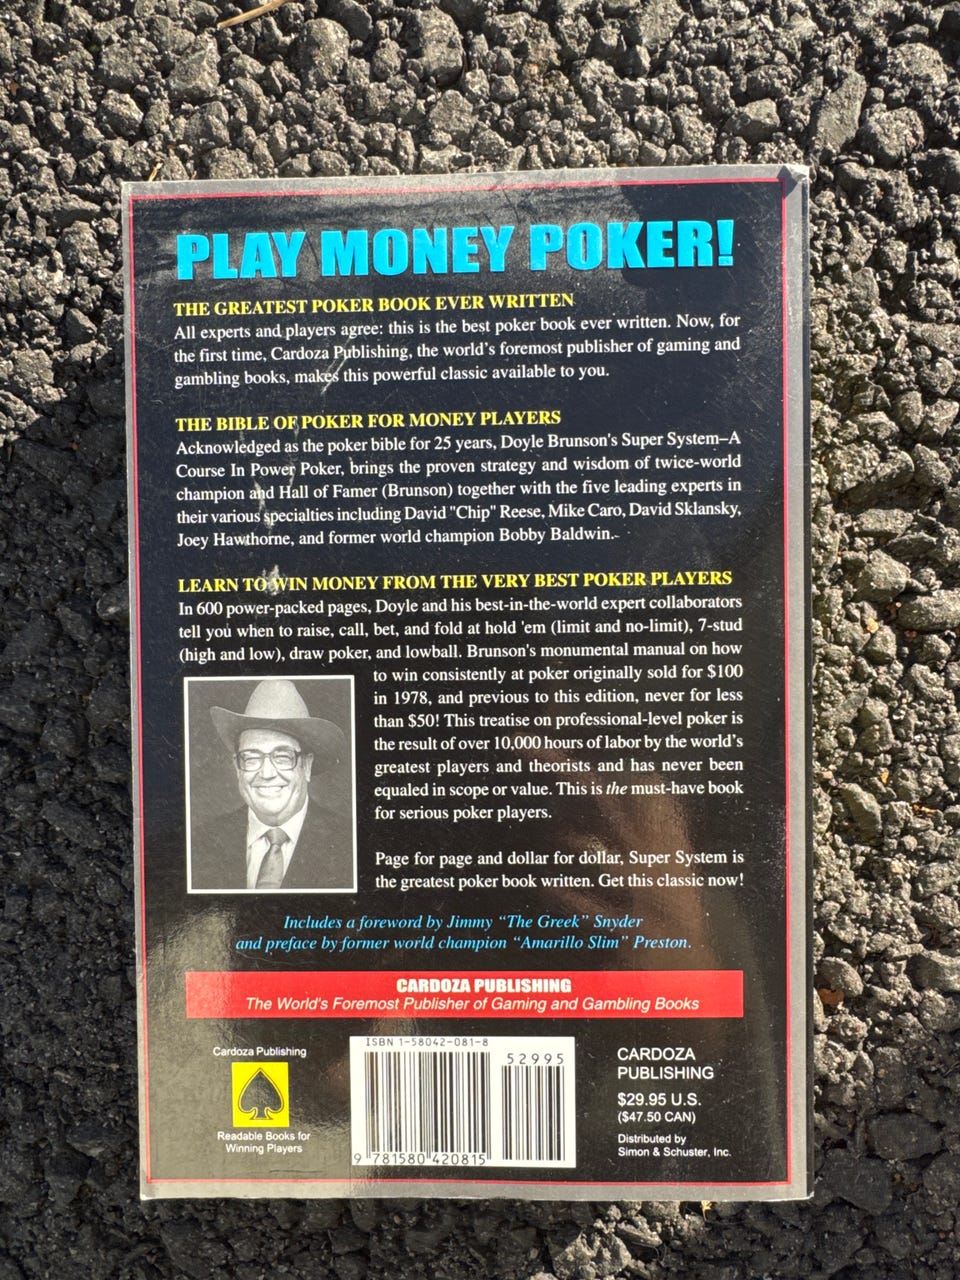 PLAY MONEY POKER!
THE GREATEST POKER BOOK EVER WRITTEN
All experts and players agree: this is the best poker book ever written. Now, for
the first time, Cardoza Publishing, the world's foremost publisher of gaming and
gambling books, makes this powerful classic available to you.
THE BIBLE OF POKER FOR MONEY PLAYERS
Acknowledged as the poker bible for 25 years, Doyle Brunson's Super System–A
Course In Power Poker, brings the proven strategy and wisdom of twice-world
champion and Hall of Famer (Brunson) together with the five leading experts in
their various specialties including David "Chip" Reese, Mike Caro, David Sklansky,
Joey Hawthorne, and former world champion Bobby Baldwin.
LEARN TO WIN MONEY FROM THE VERY BEST POKER PLAYERS
In 600 power-packed pages, Doyle and his best-in-the-world expert collaborators
tell you when to raise, call, bet, and fold at hold 'em (limit and no-limit), 7-stud
(high and low), draw poker, and lowball. Brunson's monumental manual on how
to win consistently at poker originally sold for $100
in 1978, and previous to this edition, never for less
than $50! This treatise on professional-level poker is
the result of over 10,000 hours of labor by the world's
greatest players and theorists and has never been
equaled in scope or value. This is the must-have book
for serious poker players.
Page for page and dollar for dollar, Super System is
the greatest poker book written. Get this classic now!
Includes a foreword by Jimmy “The Greek” Snyder
and preface by former world champion “Amarillo Slim” Preston.
CARDOZA PUBLISHING
The World's Foremost Publisher of Gaming and Gambling Books
Cardoza Publishing
Readable Books for
Winning Players
ISBN 1-58042-081-8
52995
9 781580 420815
CARDOZA
PUBLISHING
$29.95 U.S.
($47.50 CAN)
Distributed by
Simon & Schuster, Inc.